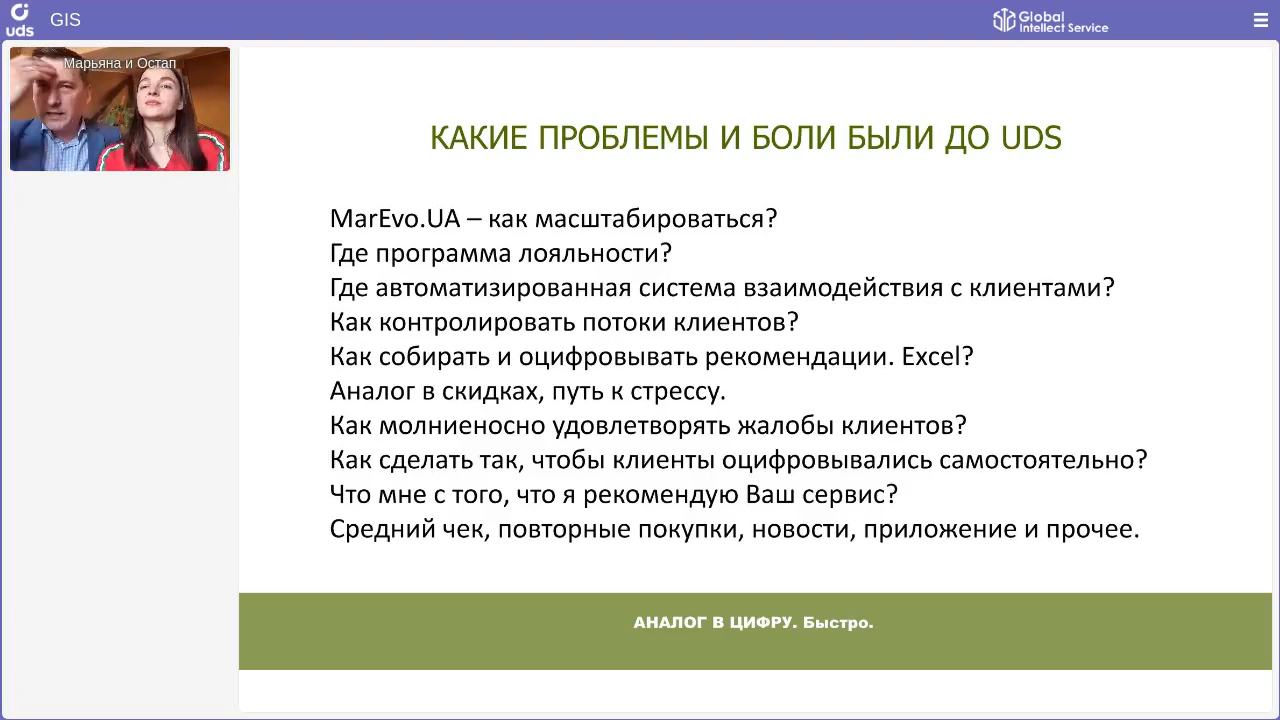 uds
GIS
Global
Intellect Service
Марьяна и Остап
КАКИЕ ПРОБЛЕМЫ И БОЛИ БЫЛИ ДО UDS
MarEvo.UA – как масштабироваться?
Где программа лояльности?
Где автоматизированная система взаимодействия с клиентами?
Как контролировать потоки клиентов?
Как собирать и оцифровывать рекомендации. Excel?
Аналог в скидках, путь к стрессу.
Как молниеносно удовлетворять жалобы клиентов?
Как сделать так, чтобы клиенты оцифровывались самостоятельно?
Что мне с того, что я рекомендую Ваш сервис?
Средний чек, повторные покупки, новости, приложение и прочее.
АНАЛОГ В ЦИФРУ. Быстро.